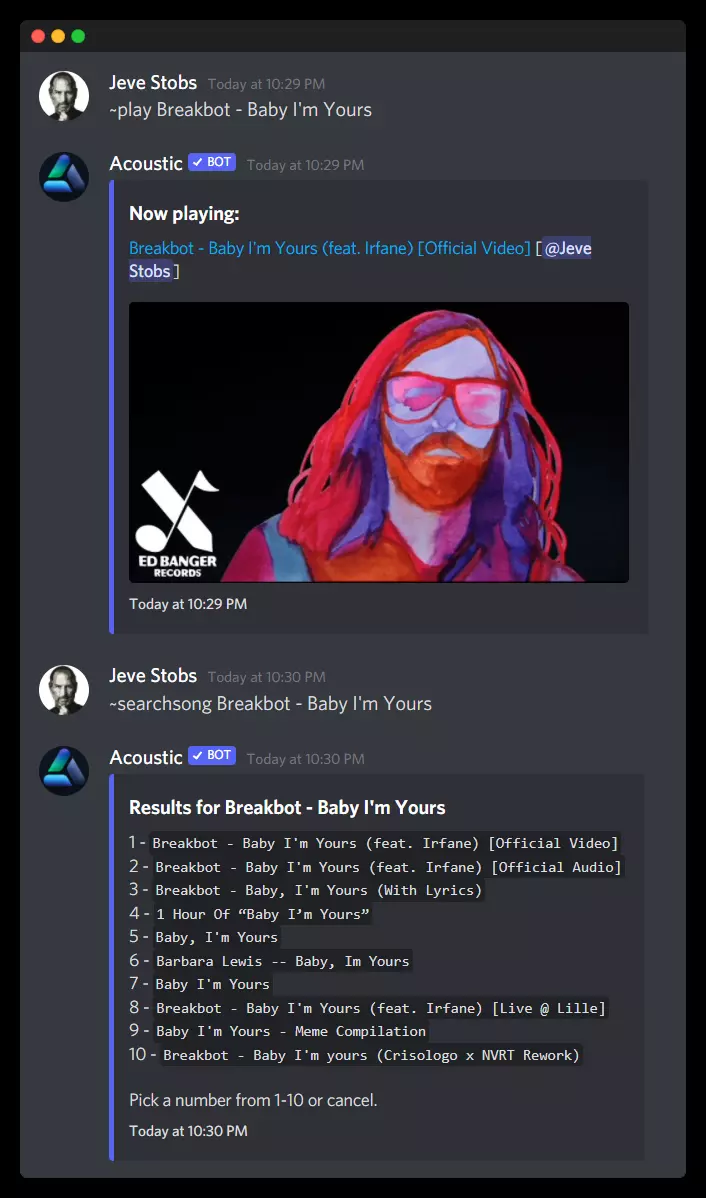 Jeve Stobs Today at 10:29 PM
~play Breakbot - Baby I'm Yours
Acoustic ✓ BOT Today at 10:29 PM
Now playing:
Breakbot - Baby I'm Yours (feat. Irfane) [Official Video] [@Jeve
Stobs]
ED BANGER
RECORDS
Today at 10:29 PM
Jeve Stobs Today at 10:30 PM
~searchsong Breakbot - Baby I'm Yours
Acoustic ✓ BOT Today at 10:30 PM
Results for Breakbot - Baby I'm Yours
1 - Breakbot - Baby I'm Yours (feat. Irfane) [Official Video]
2 - Breakbot - Baby I'm Yours (feat. Irfane) [Official Audio]
3 - Breakbot - Baby, I'm Yours (With Lyrics)
4 - 1 Hour Of “Baby I’m Yours”
5 - Baby, I'm Yours
6 - Barbara Lewis -- Baby, Im Yours
7 - Baby I'm Yours
8 - Breakbot - Baby I'm Yours (feat. Irfane) [Live @ Lille]
9 - Baby I'm Yours - Meme Compilation
10 - Breakbot - Baby I'm yours (Crisologo x NVRT Rework)
Pick a number from 1-10 or cancel.
Today at 10:30 PM